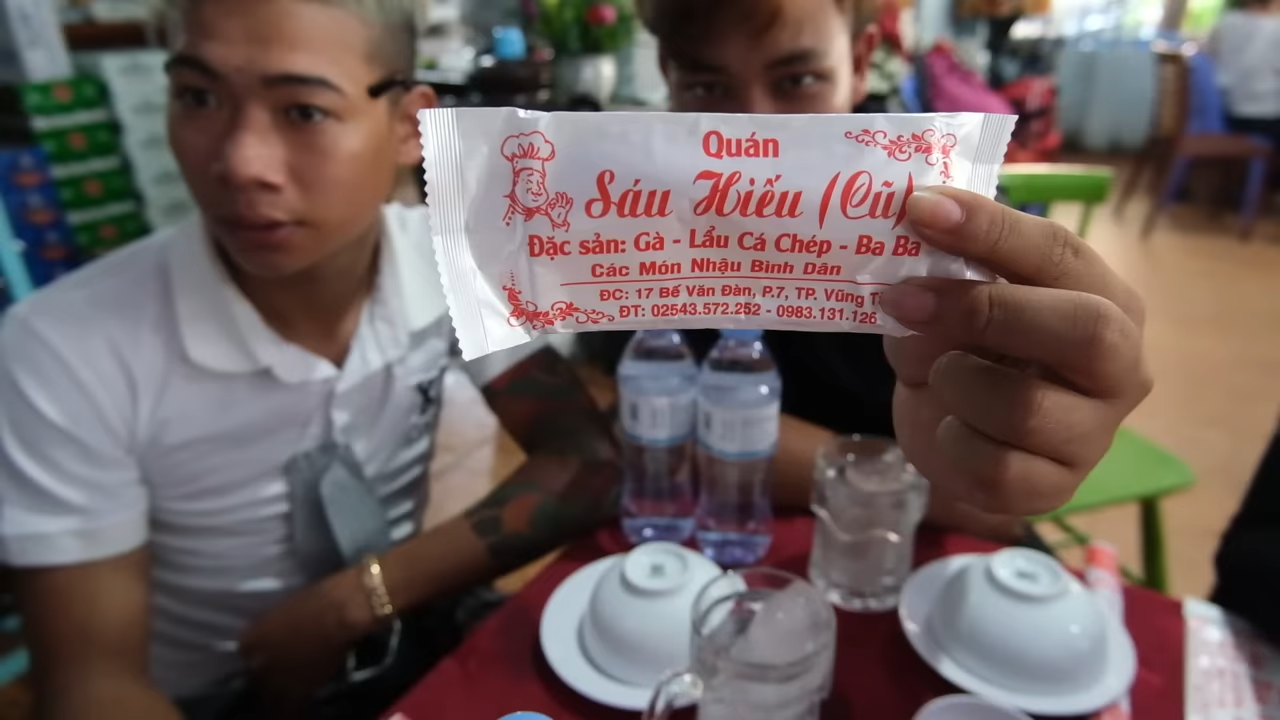 Quán
Sáu Hiếu (Cũ)
Đặc sản: Gà - Lẩu Cá Chép - Ba Ba
Các Món Nhậu Bình Dân
ĐC: 17 Bế Văn Đàn, P.7, TP. Vũng
ĐT: 02543.572.252 - 0983.131.126